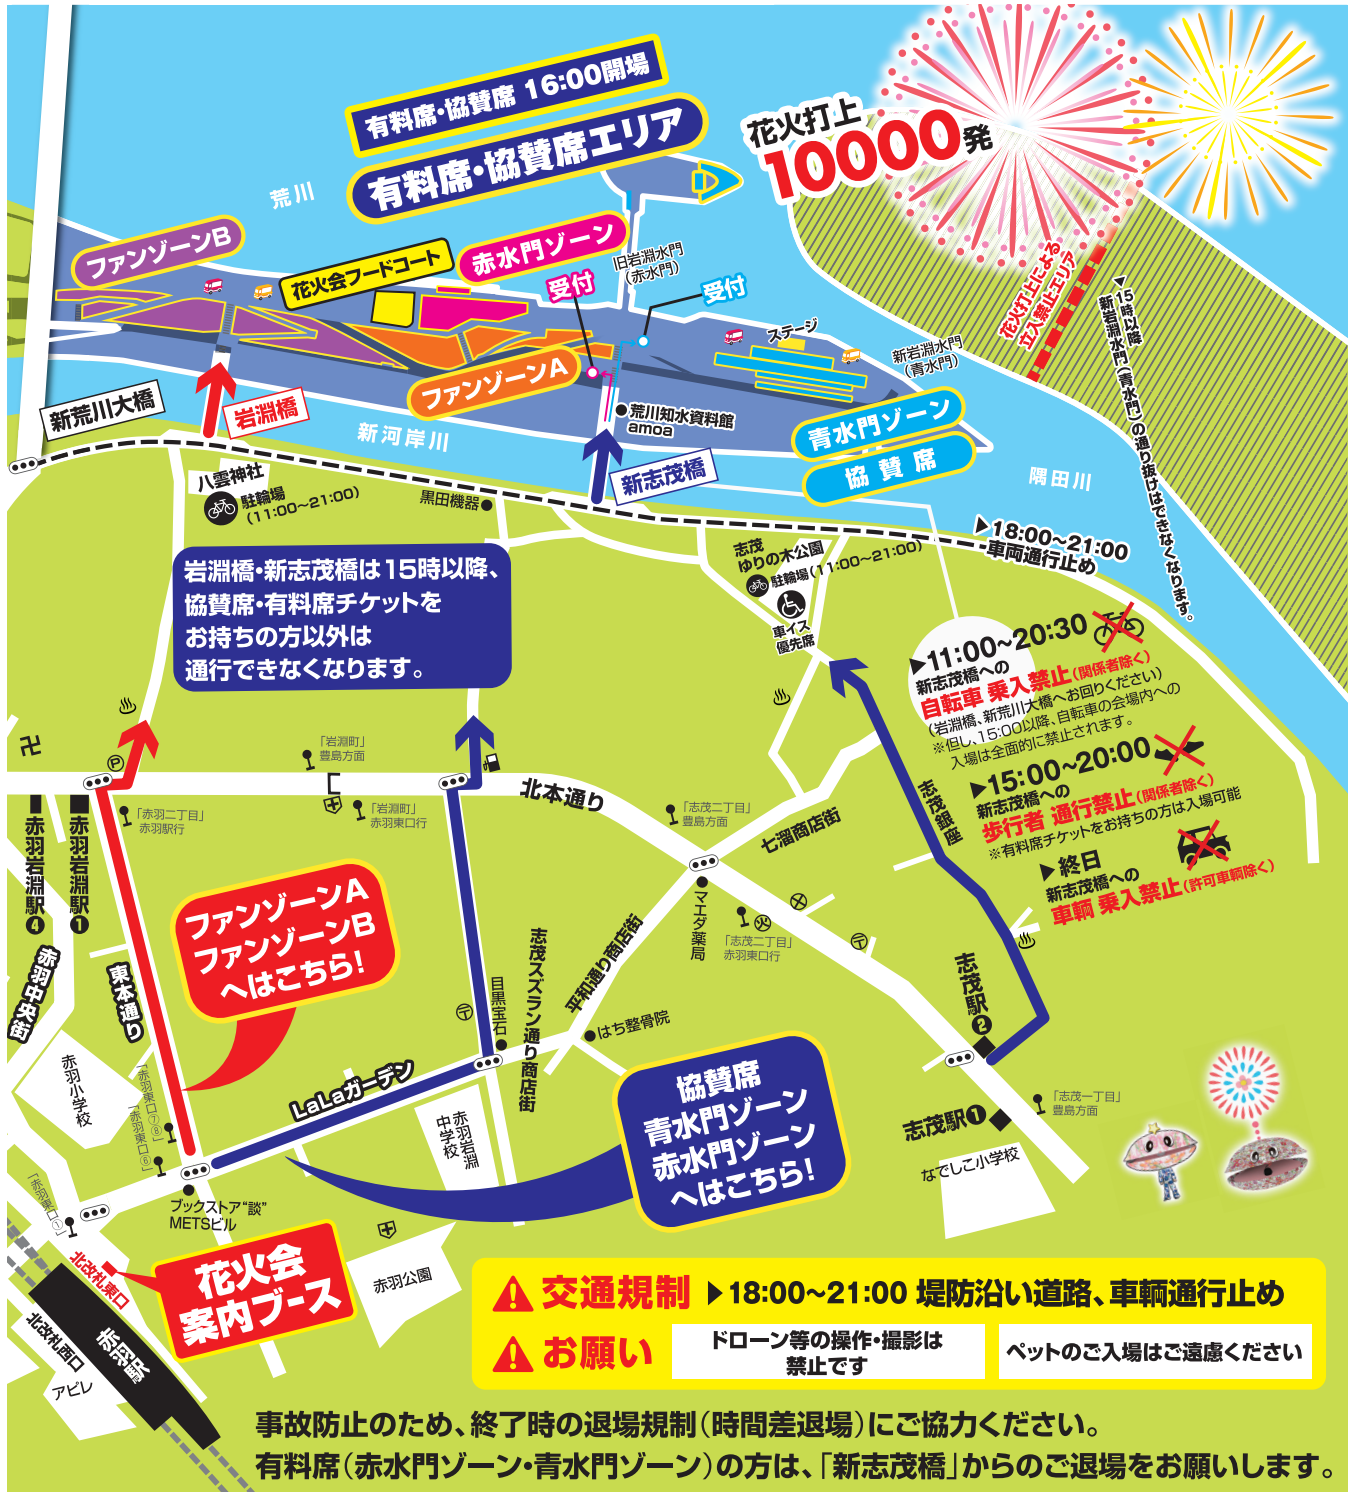 有料席・協賛席 16:00開場
有料席・協賛席エリア
花火打上
10000発
荒川
ファンゾーンB
花火会フードコート
赤水門ゾーン
受付
旧岩淵水門
(赤水門)
受付
ステージ
新岩淵水門
(青水門)
花火打上による
立入禁止エリア
▼15時以降
新岩淵水門(青水門)の通り抜けはできなくなります。
新荒川大橋
岩淵橋
ファンゾーンA
新河岸川
荒川知水資料館
amoa
青水門ゾーン
協賛席
新志茂橋
隅田川
八雲神社
駐輪場
(11:00～21:00)
黒田機器
▶18:00～21:00
車両通行止め
志茂
ゆりの木公園
駐輪場(11:00～21:00)
車イス
優先席
岩淵橋・新志茂橋は15時以降、
協賛席・有料席チケットを
お持ちの方以外は
通行できなくなります。
▶11:00～20:30
新志茂橋への
自転車 乗入禁止(関係者除く)
(岩淵橋、新荒川大橋へお回りください)
※但し、15:00以降、自転車の会場内への
入場は全面的に禁止されます。
▶15:00～20:00
新志茂橋への
歩行者 通行禁止(関係者除く)
※有料席チケットをお持ちの方は入場可能
▶終日
新志茂橋への
車輌 乗入禁止(許可車輌除く)
P
「岩淵町」
豊島方面
「赤羽二丁目」
赤羽駅行
「岩淵町」
赤羽東口行
北本通り
「志茂二丁目」
豊島方面
七溜商店街
志茂銀座
赤羽岩淵駅4
赤羽岩淵駅1
赤羽中央街
東本通り
ファンゾーンA
ファンゾーンB
へはこちら!
マエダ薬局
「志茂二丁目」
赤羽東口行
志茂スズラン通り商店街
平和通り商店街
目黒宝石
はち整骨院
志茂駅2
赤羽小学校
LaLaガーデン
「赤羽東口⑦⑧」
「赤羽東口⑥」
赤羽岩淵
中学校
協賛席
青水門ゾーン
赤水門ゾーン
へはこちら!
「志茂一丁目」
豊島方面
志茂駅1
なでしこ小学校
「赤羽東口①」
ブックストア“談”
METSビル
北改札東口
花火会
案内ブース
赤羽公園
北改札西口
赤羽駅
アピレ
交通規制 ▶18:00～21:00 堤防沿い道路、車輌通行止め
お願い
ドローン等の操作・撮影は
禁止です
ペットのご入場はご遠慮ください
事故防止のため、終了時の退場規制(時間差退場)にご協力ください。
有料席(赤水門ゾーン・青水門ゾーン)の方は、「新志茂橋」からのご退場をお願いします。